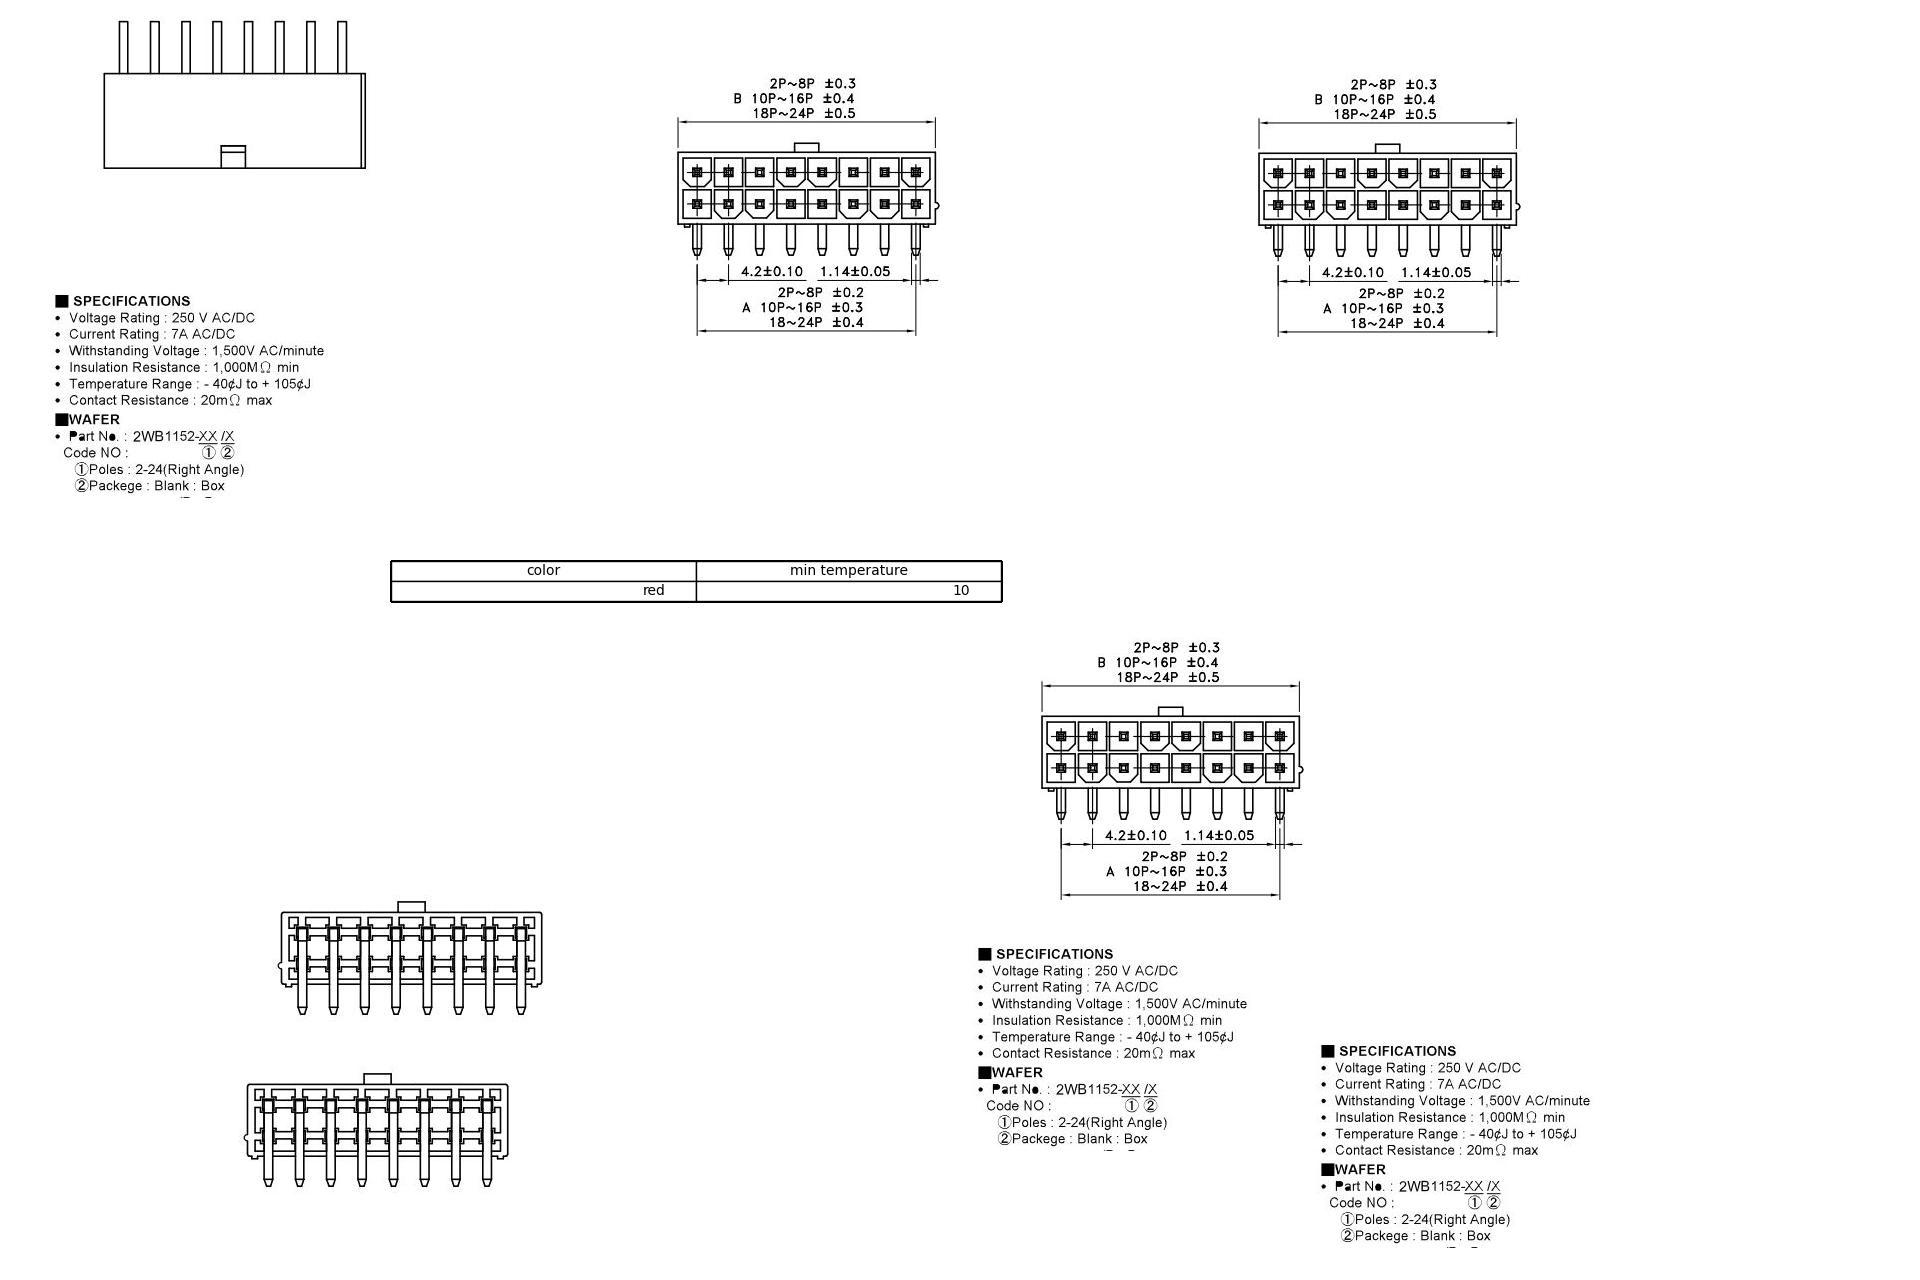 2P~8P ±0.3
B 10P~16P ±0.4
18P~24P ±0.5
4.2±0.10 1.14±0.05
2P~8P ±0.2
A 10P~16P ±0.3
18~24P ±0.4
2P~8P ±0.3
B 10P~16P ±0.4
18P~24P ±0.5
4.2±0.10 1.14±0.05
2P~8P ±0.2
A 10P~16P ±0.3
18~24P ±0.4
■ SPECIFICATIONS
• Voltage Rating : 250 V AC/DC
• Current Rating : 7A AC/DC
• Withstanding Voltage : 1,500V AC/minute
• Insulation Resistance : 1,000MΩ min
• Temperature Range : - 40¢J to + 105¢J
• Contact Resistance : 20mΩ max
■WAFER
• Part No. : 2WB1152-XX /X
Code NO : ① ②
①Poles : 2-24(Right Angle)
②Packege : Blank : Box
color min temperature
red 10
2P~8P ±0.3
B 10P~16P ±0.4
18P~24P ±0.5
4.2±0.10 1.14±0.05
2P~8P ±0.2
A 10P~16P ±0.3
18~24P ±0.4
■ SPECIFICATIONS
• Voltage Rating : 250 V AC/DC
• Current Rating : 7A AC/DC
• Withstanding Voltage : 1,500V AC/minute
• Insulation Resistance : 1,000MΩ min
• Temperature Range : - 40¢J to + 105¢J
• Contact Resistance : 20mΩ max
■WAFER
• Part No. : 2WB1152-XX /X
Code NO : ① ②
①Poles : 2-24(Right Angle)
②Packege : Blank : Box
■ SPECIFICATIONS
• Voltage Rating : 250 V AC/DC
• Current Rating : 7A AC/DC
• Withstanding Voltage : 1,500V AC/minute
• Insulation Resistance : 1,000MΩ min
• Temperature Range : - 40¢J to + 105¢J
• Contact Resistance : 20mΩ max
■WAFER
• Part No. : 2WB1152-XX /X
Code NO : ① ②
①Poles : 2-24(Right Angle)
②Packege : Blank : Box